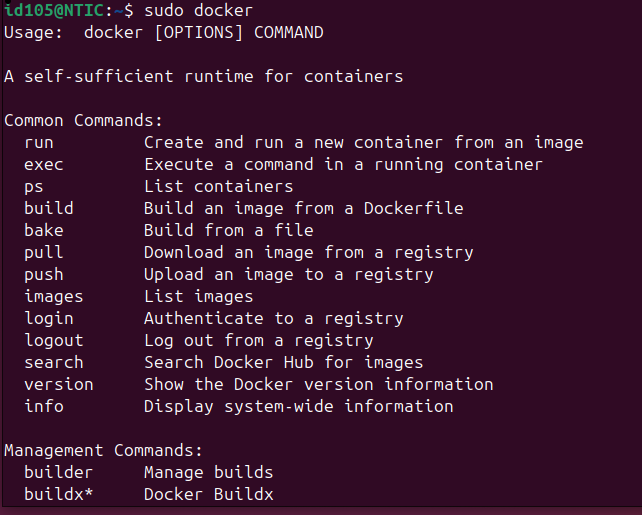 id105@NTIC:~$ sudo docker
Usage:  docker [OPTIONS] COMMAND

A self-sufficient runtime for containers

Common Commands:
  run         Create and run a new container from an image
  exec        Execute a command in a running container
  ps          List containers
  build       Build an image from a Dockerfile
  bake        Build from a file
  pull        Download an image from a registry
  push        Upload an image to a registry
  images      List images
  login       Authenticate to a registry
  logout      Log out from a registry
  search      Search Docker Hub for images
  version     Show the Docker version information
  info        Display system-wide information

Management Commands:
  builder     Manage builds
  buildx*     Docker Buildx